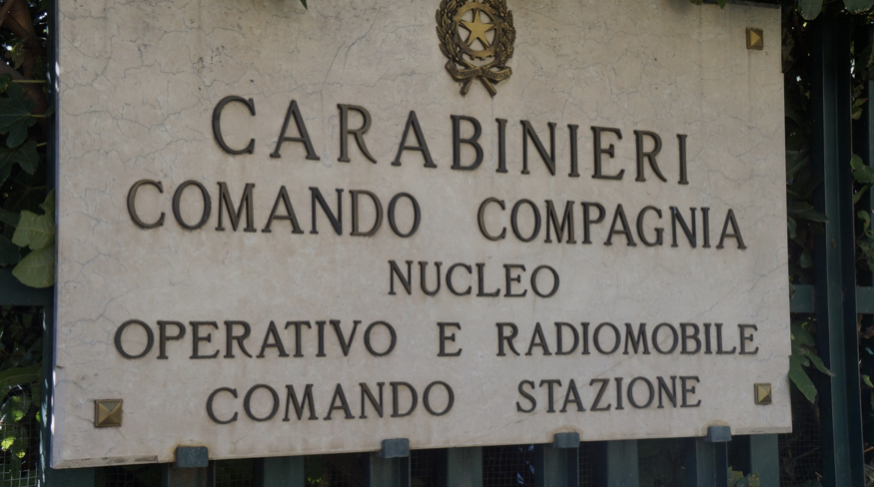 CARABINIERI
COMANDO COMPAGNIA
NUCLEO
OPERATIVO E RADIOMOBILE
COMANDO STAZIONE